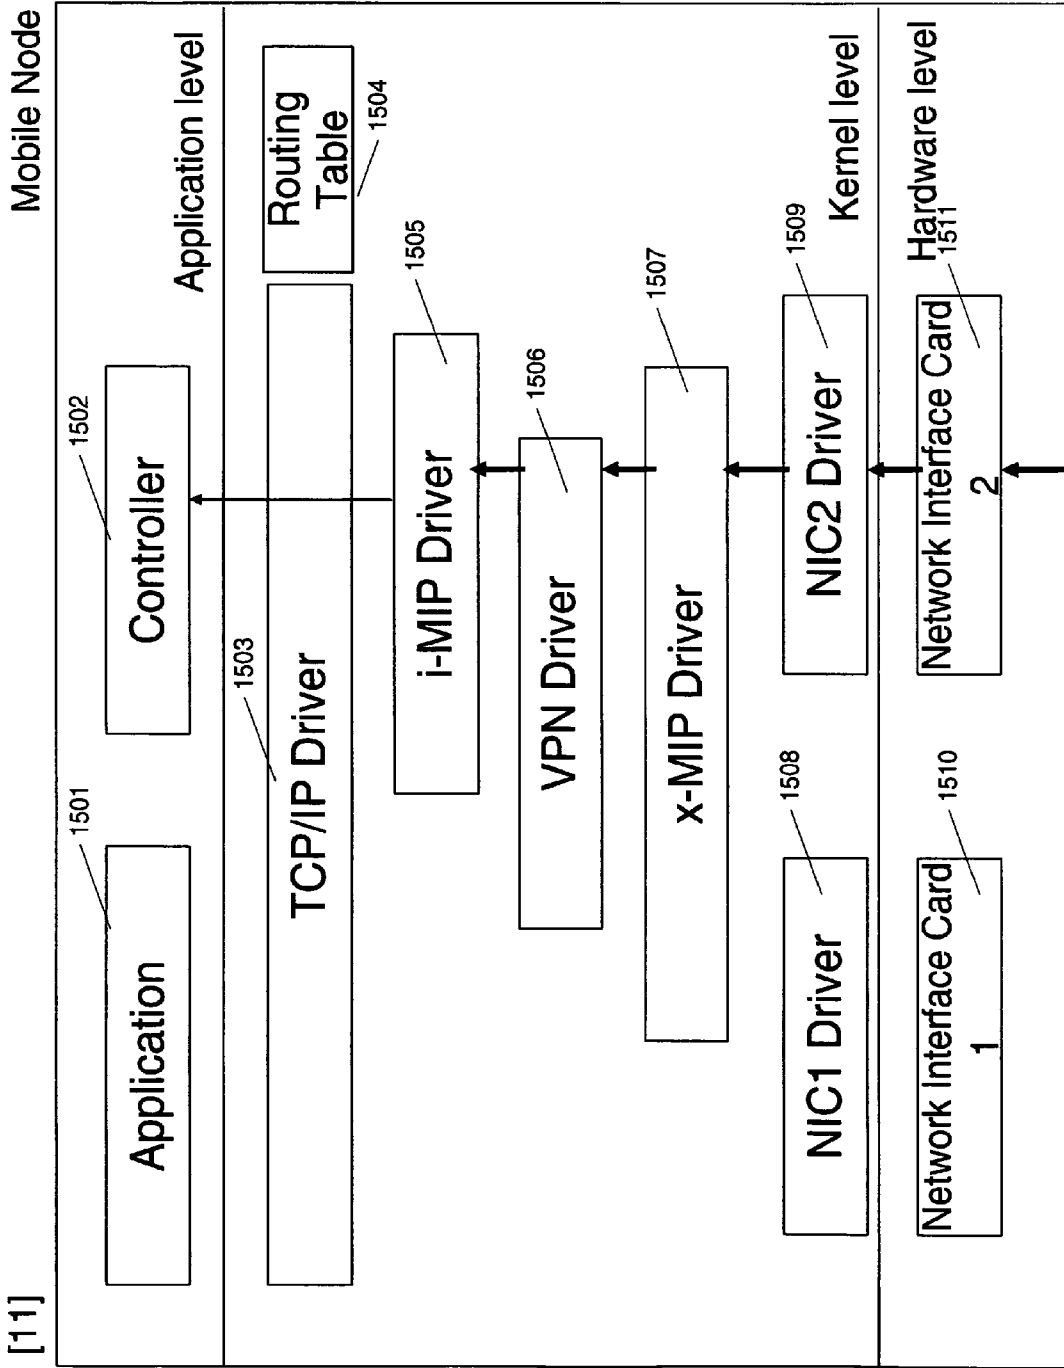 [11]
Mobile Node
Application level
1501
Application
1502
Controller
1503
TCP/IP Driver
Routing
Table
1504
1505
i-MIP Driver
1506
VPN Driver
1507
x-MIP Driver
1508
NIC1 Driver
1509
NIC2 Driver
Kernel level
Hardware level
1510
Network Interface Card
1
1511
Network Interface Card
2